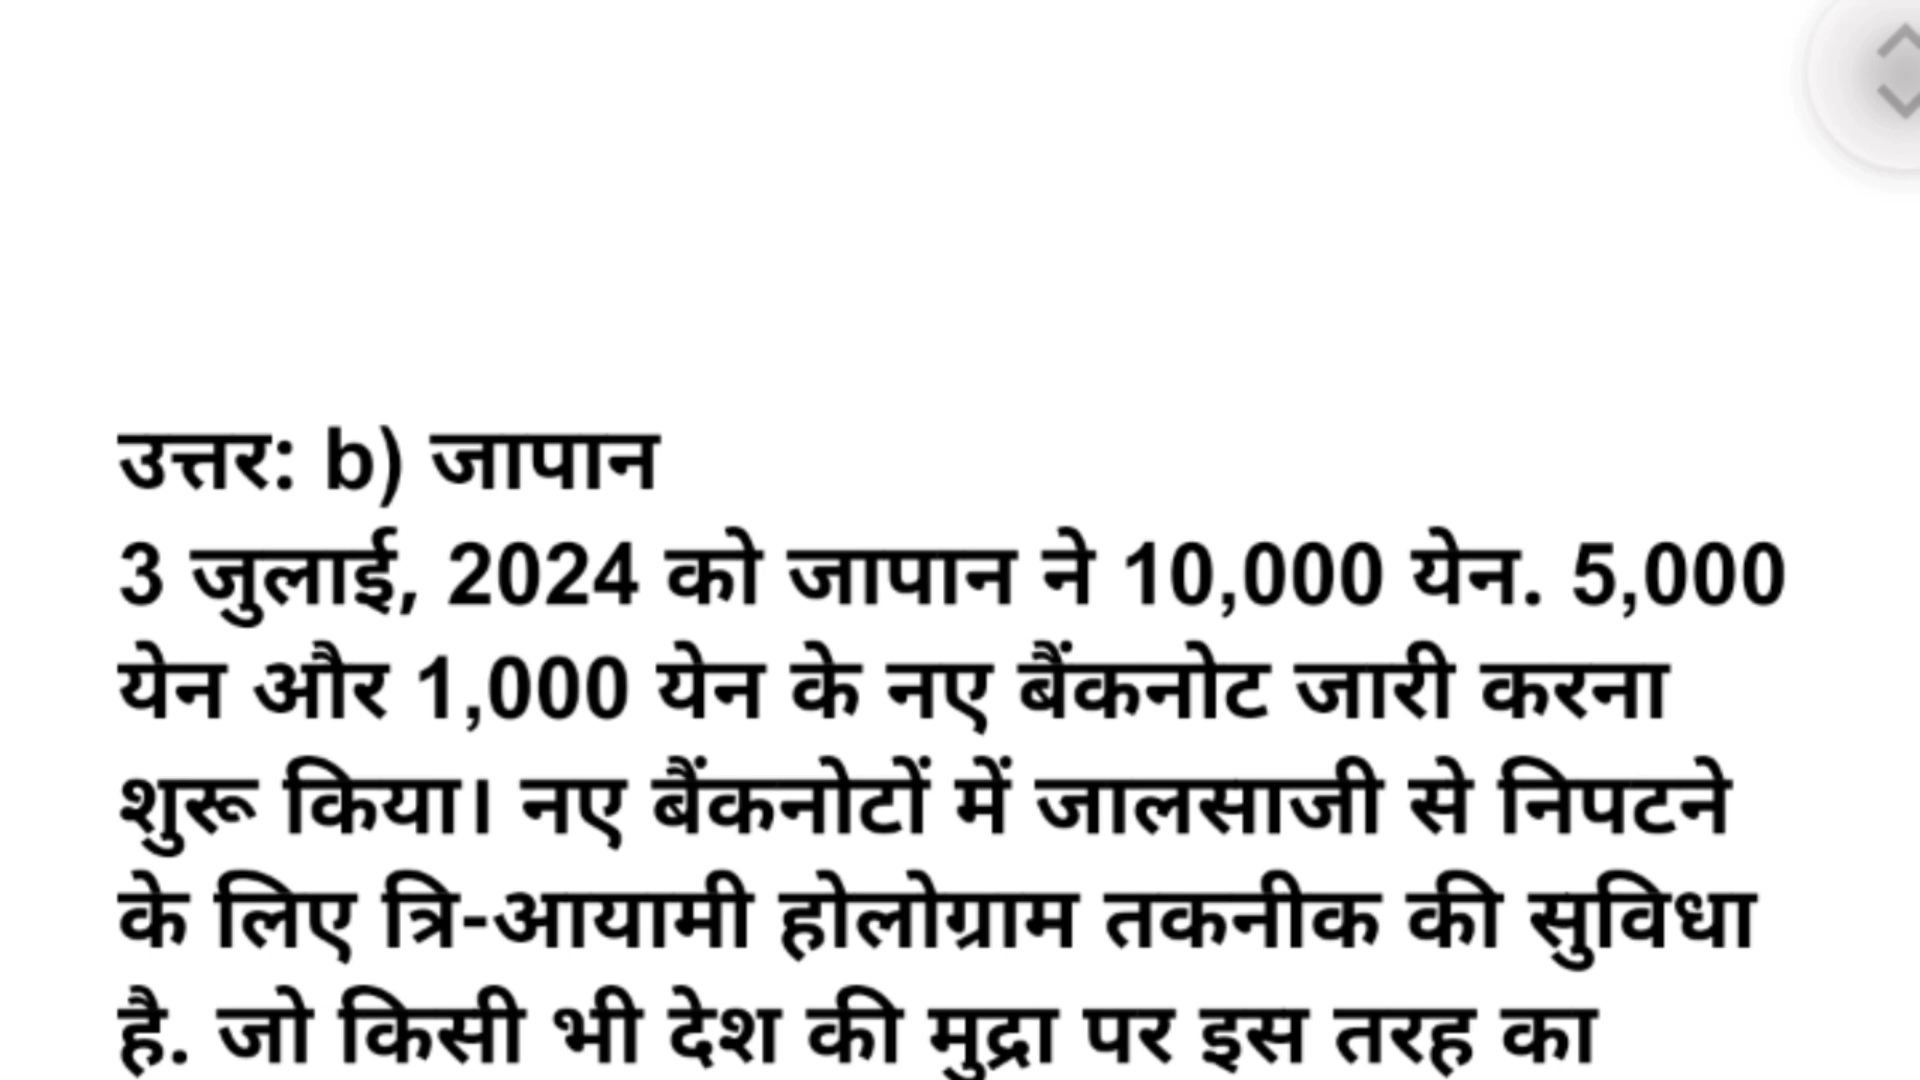 उत्तर: b) जापान
3 जुलाई, 2024 को जापान ने 10,000 येन. 5,000
येन और 1,000 येन के नए बैंकनोट जारी करना
शुरू किया। नए बैंकनोटों में जालसाजी से निपटने
के लिए त्रि-आयामी होलोग्राम तकनीक की सुविधा
है. जो किसी भी देश की मुद्रा पर इस तरह का